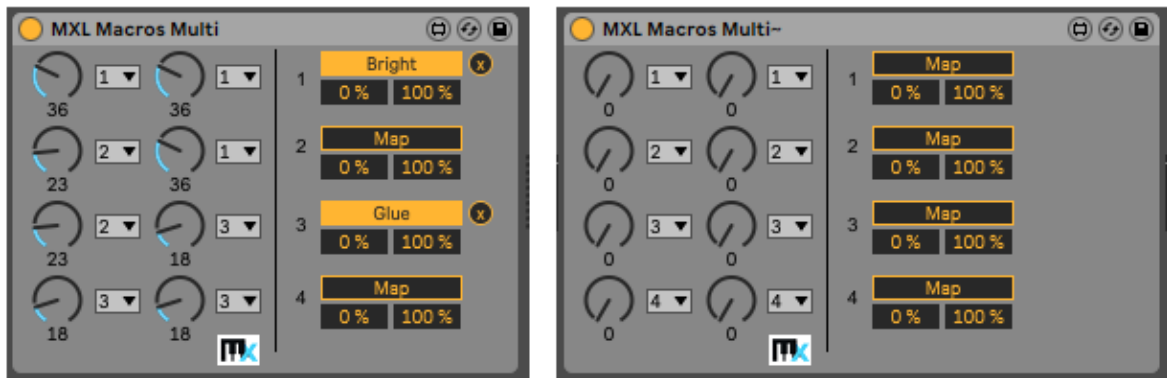 MXL Macros Multi
1 1
36 36
2 1
23 36
2 3
23 18
3 3
18 18
mx
1 Bright x
0 % 100 %
2 Map
0 % 100 %
3 Glue x
0 % 100 %
4 Map
0 % 100 %
MXL Macros Multi~
1 1
0 0
2 2
0 0
3 3
0 0
4 4
0 0
mx
1 Map
0 % 100 %
2 Map
0 % 100 %
3 Map
0 % 100 %
4 Map
0 % 100 %